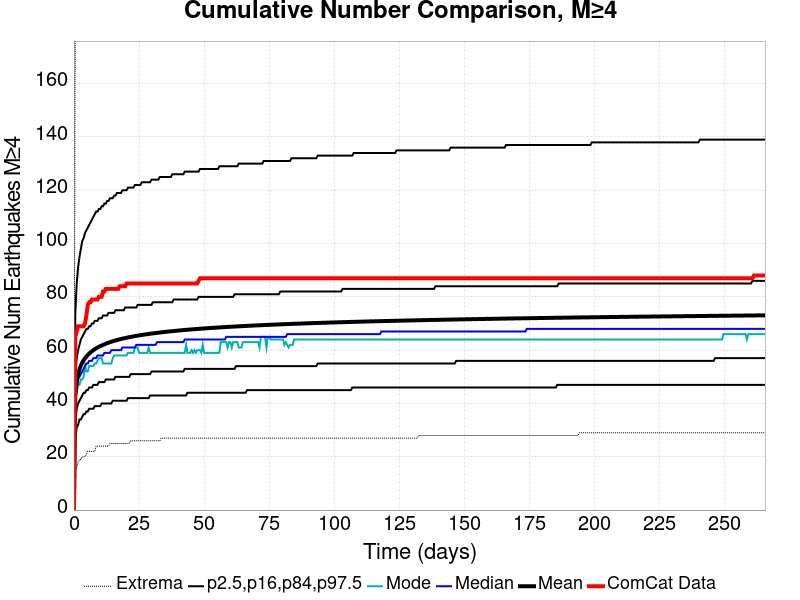 Cumulative Number Comparison, M≥4
Cumulative Num Earthquakes M≥4
160
140
120
100
80
60
40
20
0
0 25 50 75 100 125 150 175 200 225 250
Time (days)
Extrema p2.5,p16,p84,p97.5 Mode Median Mean ComCat Data